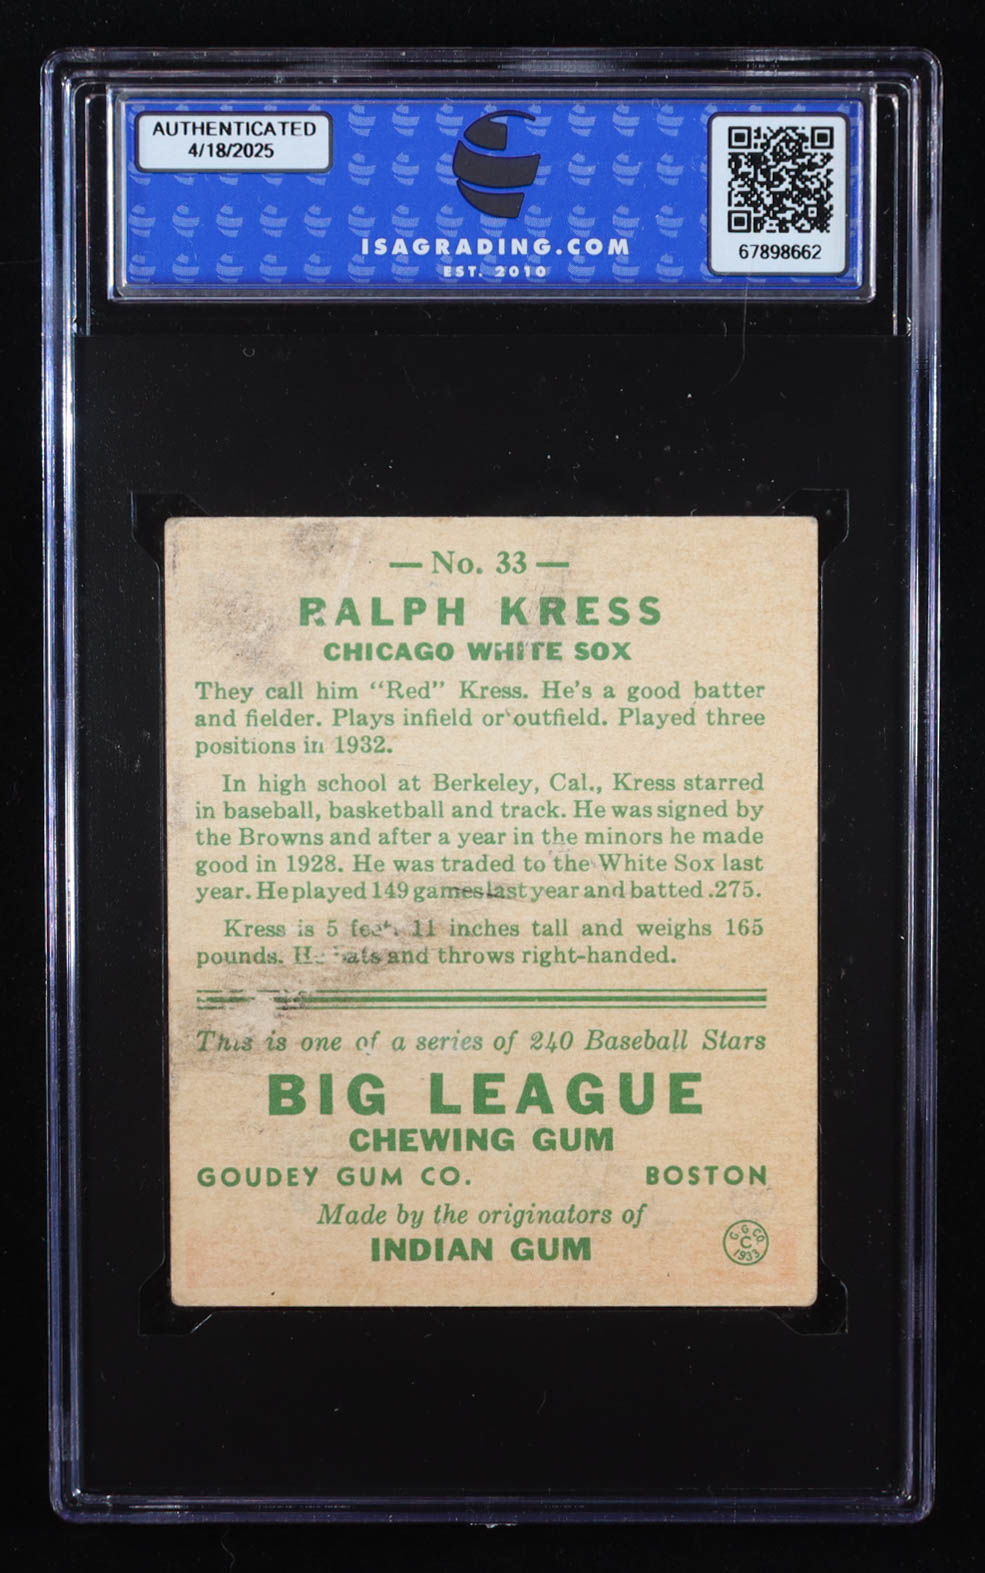 AUTHENTICATED
4/18/2025
ISAGRADING.COM
EST. 2010
67898662
— No. 33 —
RALPH KRESS
CHICAGO WHITE SOX
They call him “Red” Kress. He's a good batter
and fielder. Plays infield or outfield. Played three
positions in 1932.
In high school at Berkeley, Cal., Kress starred
in baseball, basketball and track. He was signed by
the Browns and after a year in the minors he made
good in 1928. He was traded to the White Sox last
year. He played 149 games last year and batted .275.
Kress is 5 feet, 11 inches tall and weighs 165
pounds. He bats and throws right-handed.
This is one of a series of 240 Baseball Stars
BIG LEAGUE
CHEWING GUM
GOUDEY GUM CO. BOSTON
Made by the originators of
INDIAN GUM
G. G. CO.
C
1933